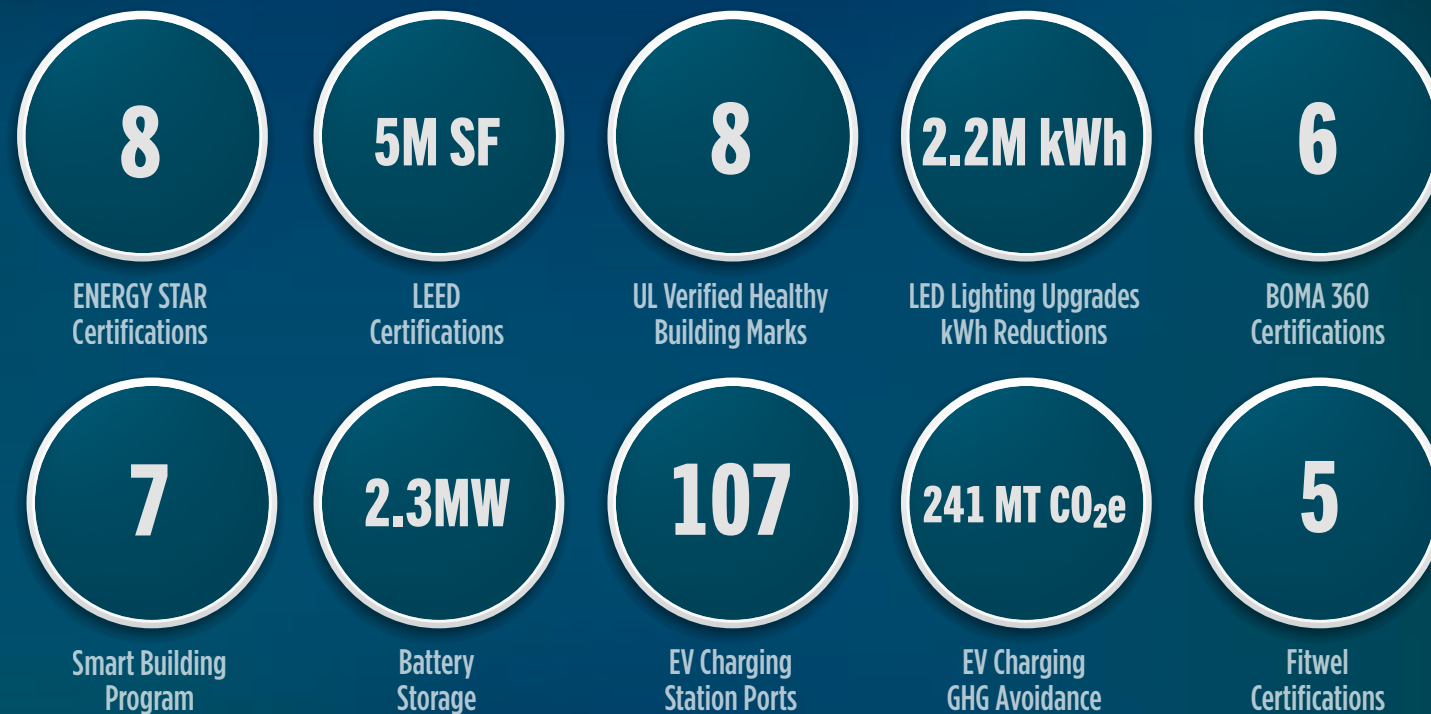 8
5M SF
8
2.2M kWh
6
ENERGY STAR
Certifications
LEED
Certifications
UL Verified Healthy
Building Marks
LED Lighting Upgrades
kWh Reductions
BOMA 360
Certifications
7
2.3MW
107
241 MT CO₂e
5
Smart Building
Program
Battery
Storage
EV Charging
Station Ports
EV Charging
GHG Avoidance
Fitwel
Certifications